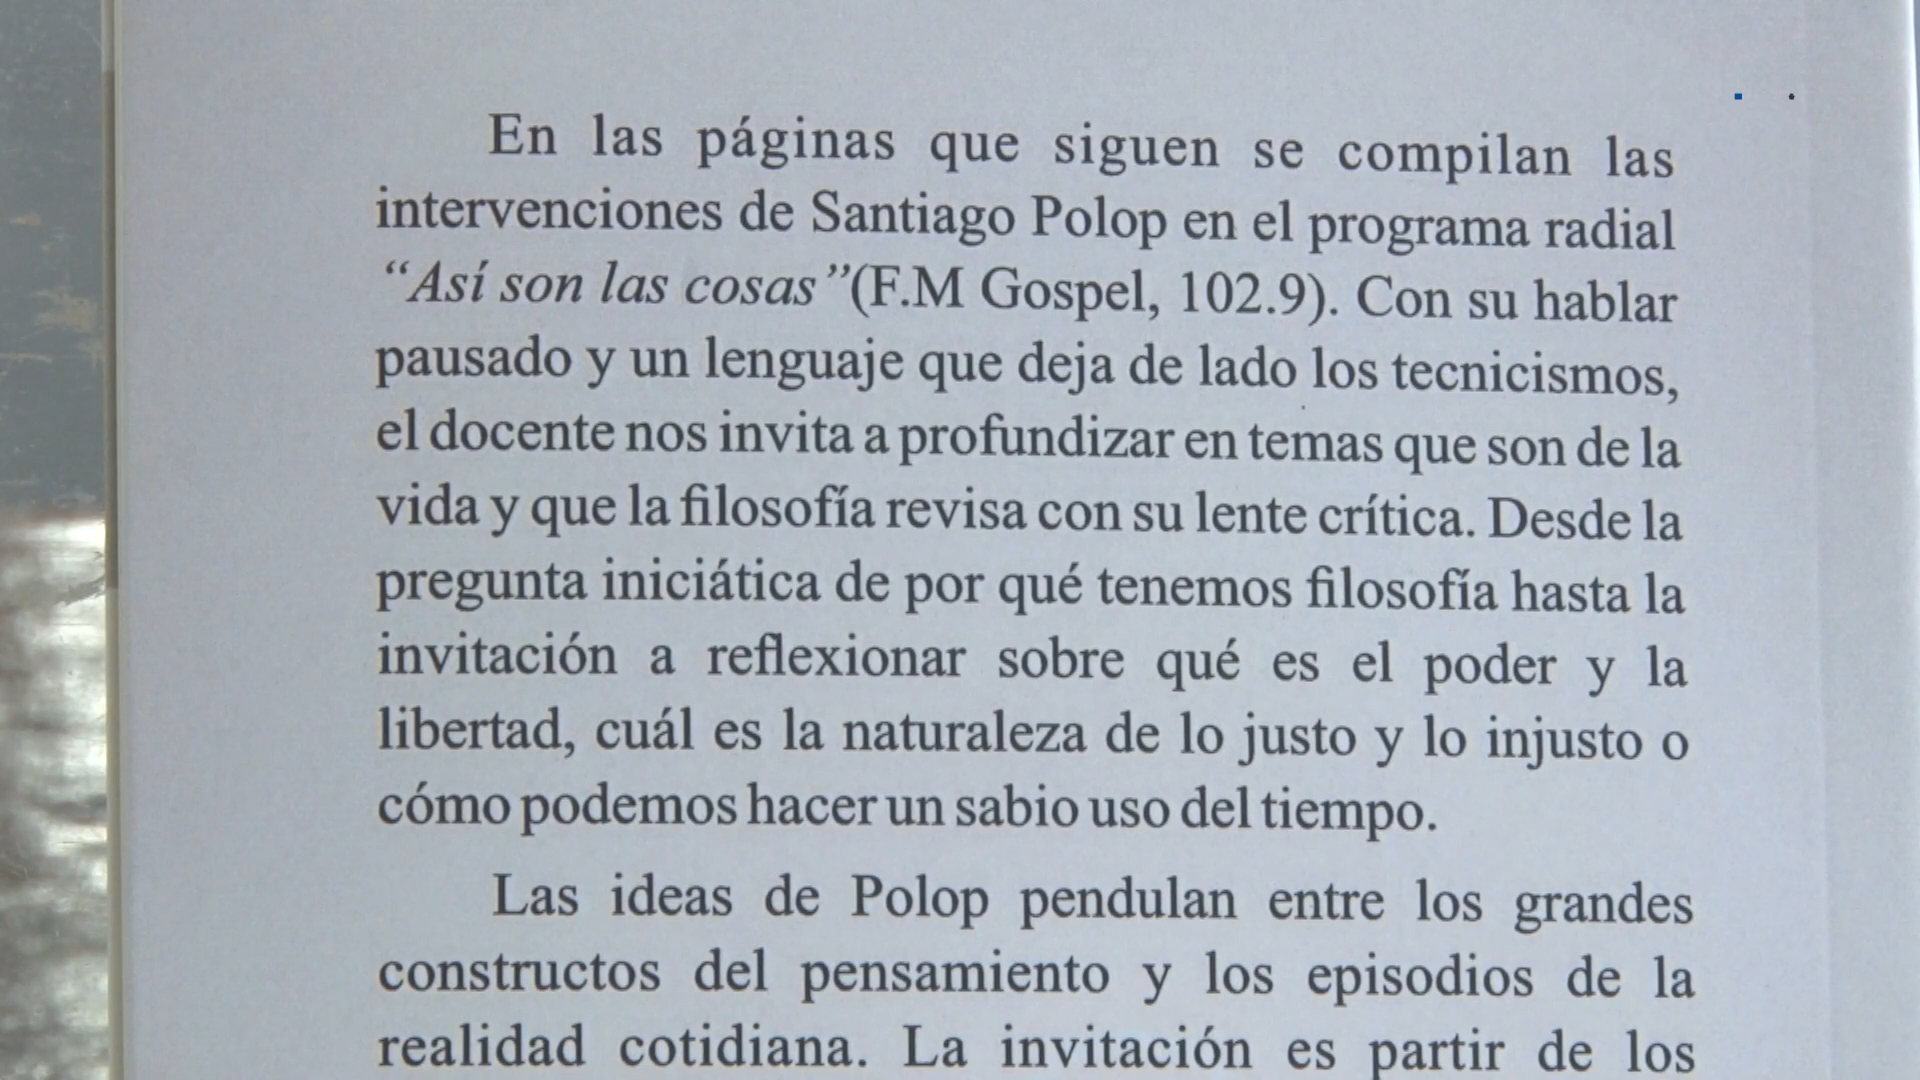 En las páginas que siguen se compilan las
intervenciones de Santiago Polop en el programa radial
“Así son las cosas”(F.M Gospel, 102.9). Con su hablar
pausado y un lenguaje que deja de lado los tecnicismos,
el docente nos invita a profundizar en temas que son de la
vida y que la filosofía revisa con su lente crítica. Desde la
pregunta iniciática de por qué tenemos filosofía hasta la
invitación a reflexionar sobre qué es el poder y la
libertad, cuál es la naturaleza de lo justo y lo injusto o
cómo podemos hacer un sabio uso del tiempo.
Las ideas de Polop pendulan entre los grandes
constructos del pensamiento y los episodios de la
realidad cotidiana. La invitación es partir de los